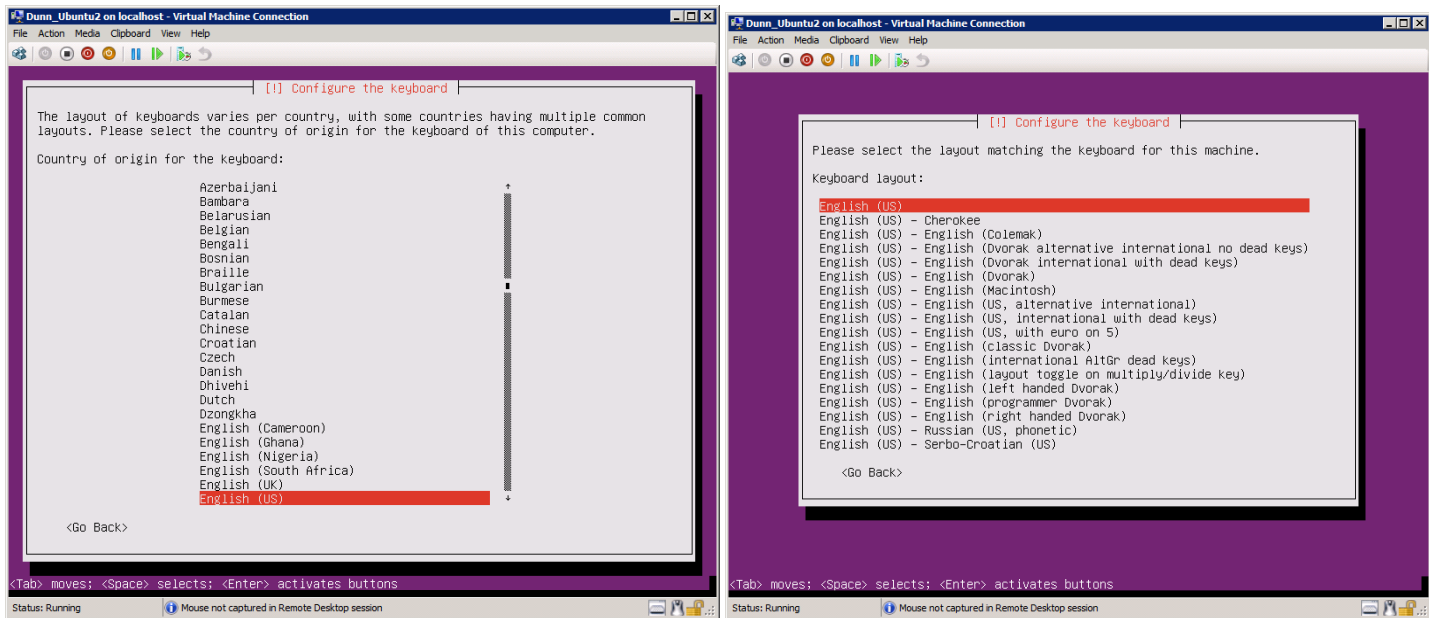 Dunn_Ubuntu2 on localhost - Virtual Machine Connection
File Action Media Clipboard View Help
[!] Configure the keyboard
The layout of keyboards varies per country, with some countries having multiple common
layouts. Please select the country of origin for the keyboard of this computer.
Country of origin for the keyboard:
Azerbaijani
Bambara
Belarusian
Belgian
Bengali
Bosnian
Braille
Bulgarian
Burmese
Catalan
Chinese
Croatian
Czech
Danish
Dhivehi
Dutch
Dzongkha
English (Cameroon)
English (Ghana)
English (Nigeria)
English (South Africa)
English (UK)
English (US)
<Go Back>
<Tab> moves; <Space> selects; <Enter> activates buttons
Status: Running
Mouse not captured in Remote Desktop session
Dunn_Ubuntu2 on localhost - Virtual Machine Connection
File Action Media Clipboard View Help
[!] Configure the keyboard
Please select the layout matching the keyboard for this machine.
Keyboard layout:
English (US)
English (US) - Cherokee
English (US) - English (Colemak)
English (US) - English (Dvorak alternative international no dead keys)
English (US) - English (Dvorak international with dead keys)
English (US) - English (Dvorak)
English (US) - English (Macintosh)
English (US) - English (US, alternative international)
English (US) - English (US, international with dead keys)
English (US) - English (US, with euro on 5)
English (US) - English (classic Dvorak)
English (US) - English (international AltGr dead keys)
English (US) - English (layout toggle on multiply/divide key)
English (US) - English (left handed Dvorak)
English (US) - English (programmer Dvorak)
English (US) - English (right handed Dvorak)
English (US) - Russian (US, phonetic)
English (US) - Serbo-Croatian (US)
<Go Back>
<Tab> moves; <Space> selects; <Enter> activates buttons
Status: Running
Mouse not captured in Remote Desktop session